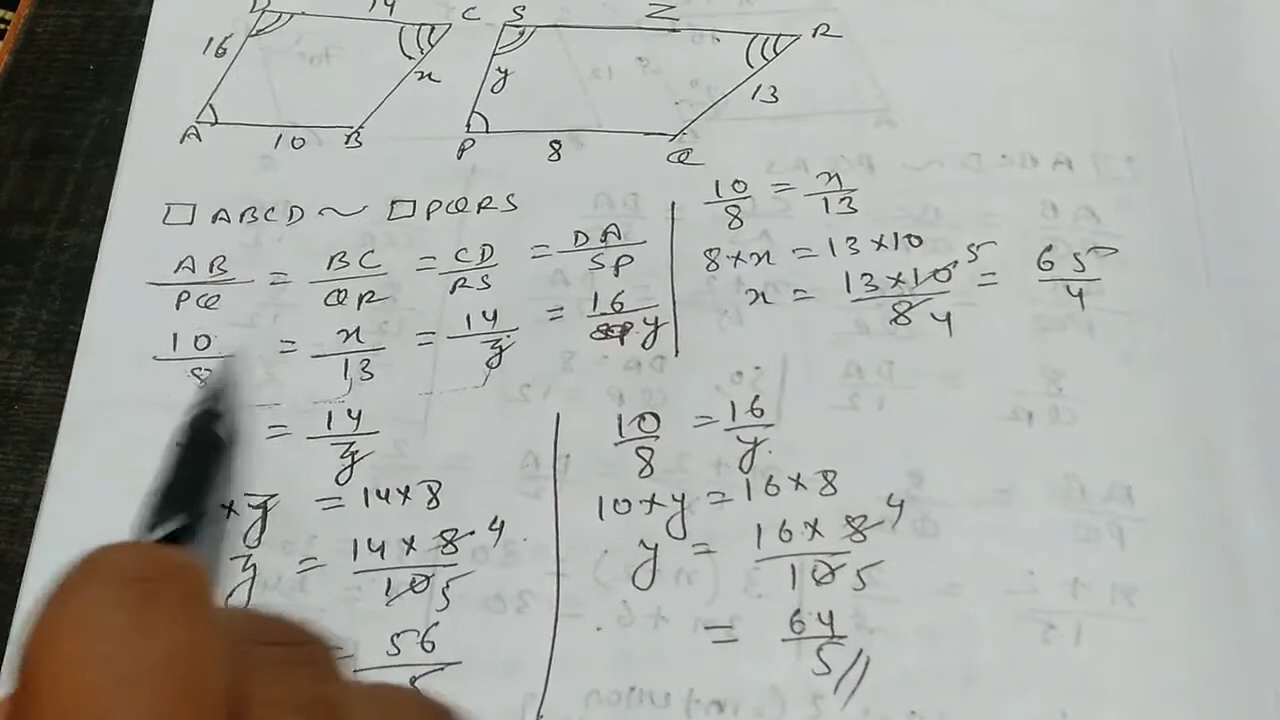 14
D C S Z R
16 x y 13
A 10 B P 8 Q
□ ABCD ~ □ PQRS
AB/PQ = BC/QR = CD/RS = DA/SP
10/8 = x/13 = 14/z = 16/y
10/8 = x/13
8 × x = 13 × 10
x = 13 × 10 5 / 8 4 = 65/4
= 14/z
× z = 14 × 8
z = 14 × 8 4 / 10 5
= 56
10/8 = 16/y
10 × y = 16 × 8
y = 16 × 8 4 / 10 5
= 64/5 //